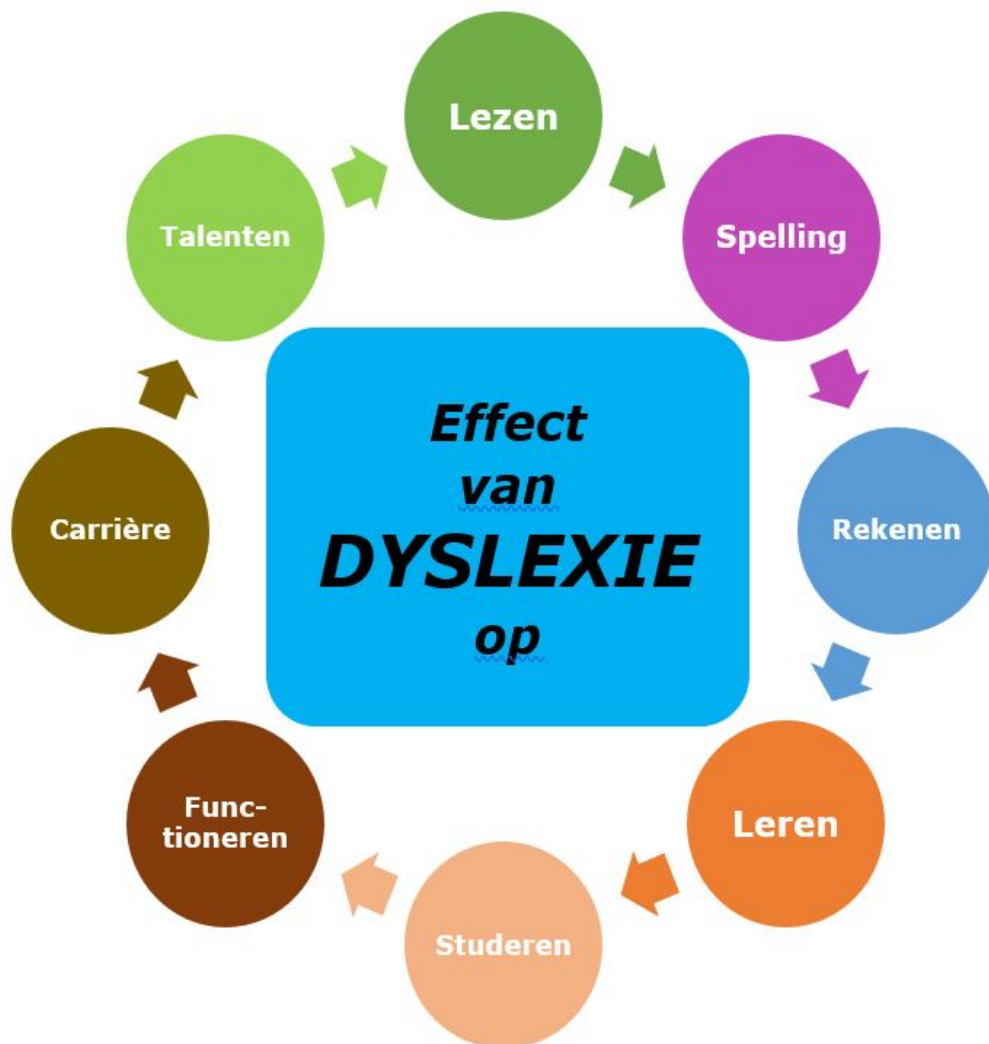 Lezen
Spelling
Rekenen
Leren
Studeren
Func-
tioneren
Carrière
Talenten
Effect
van
DYSLEXIE
op